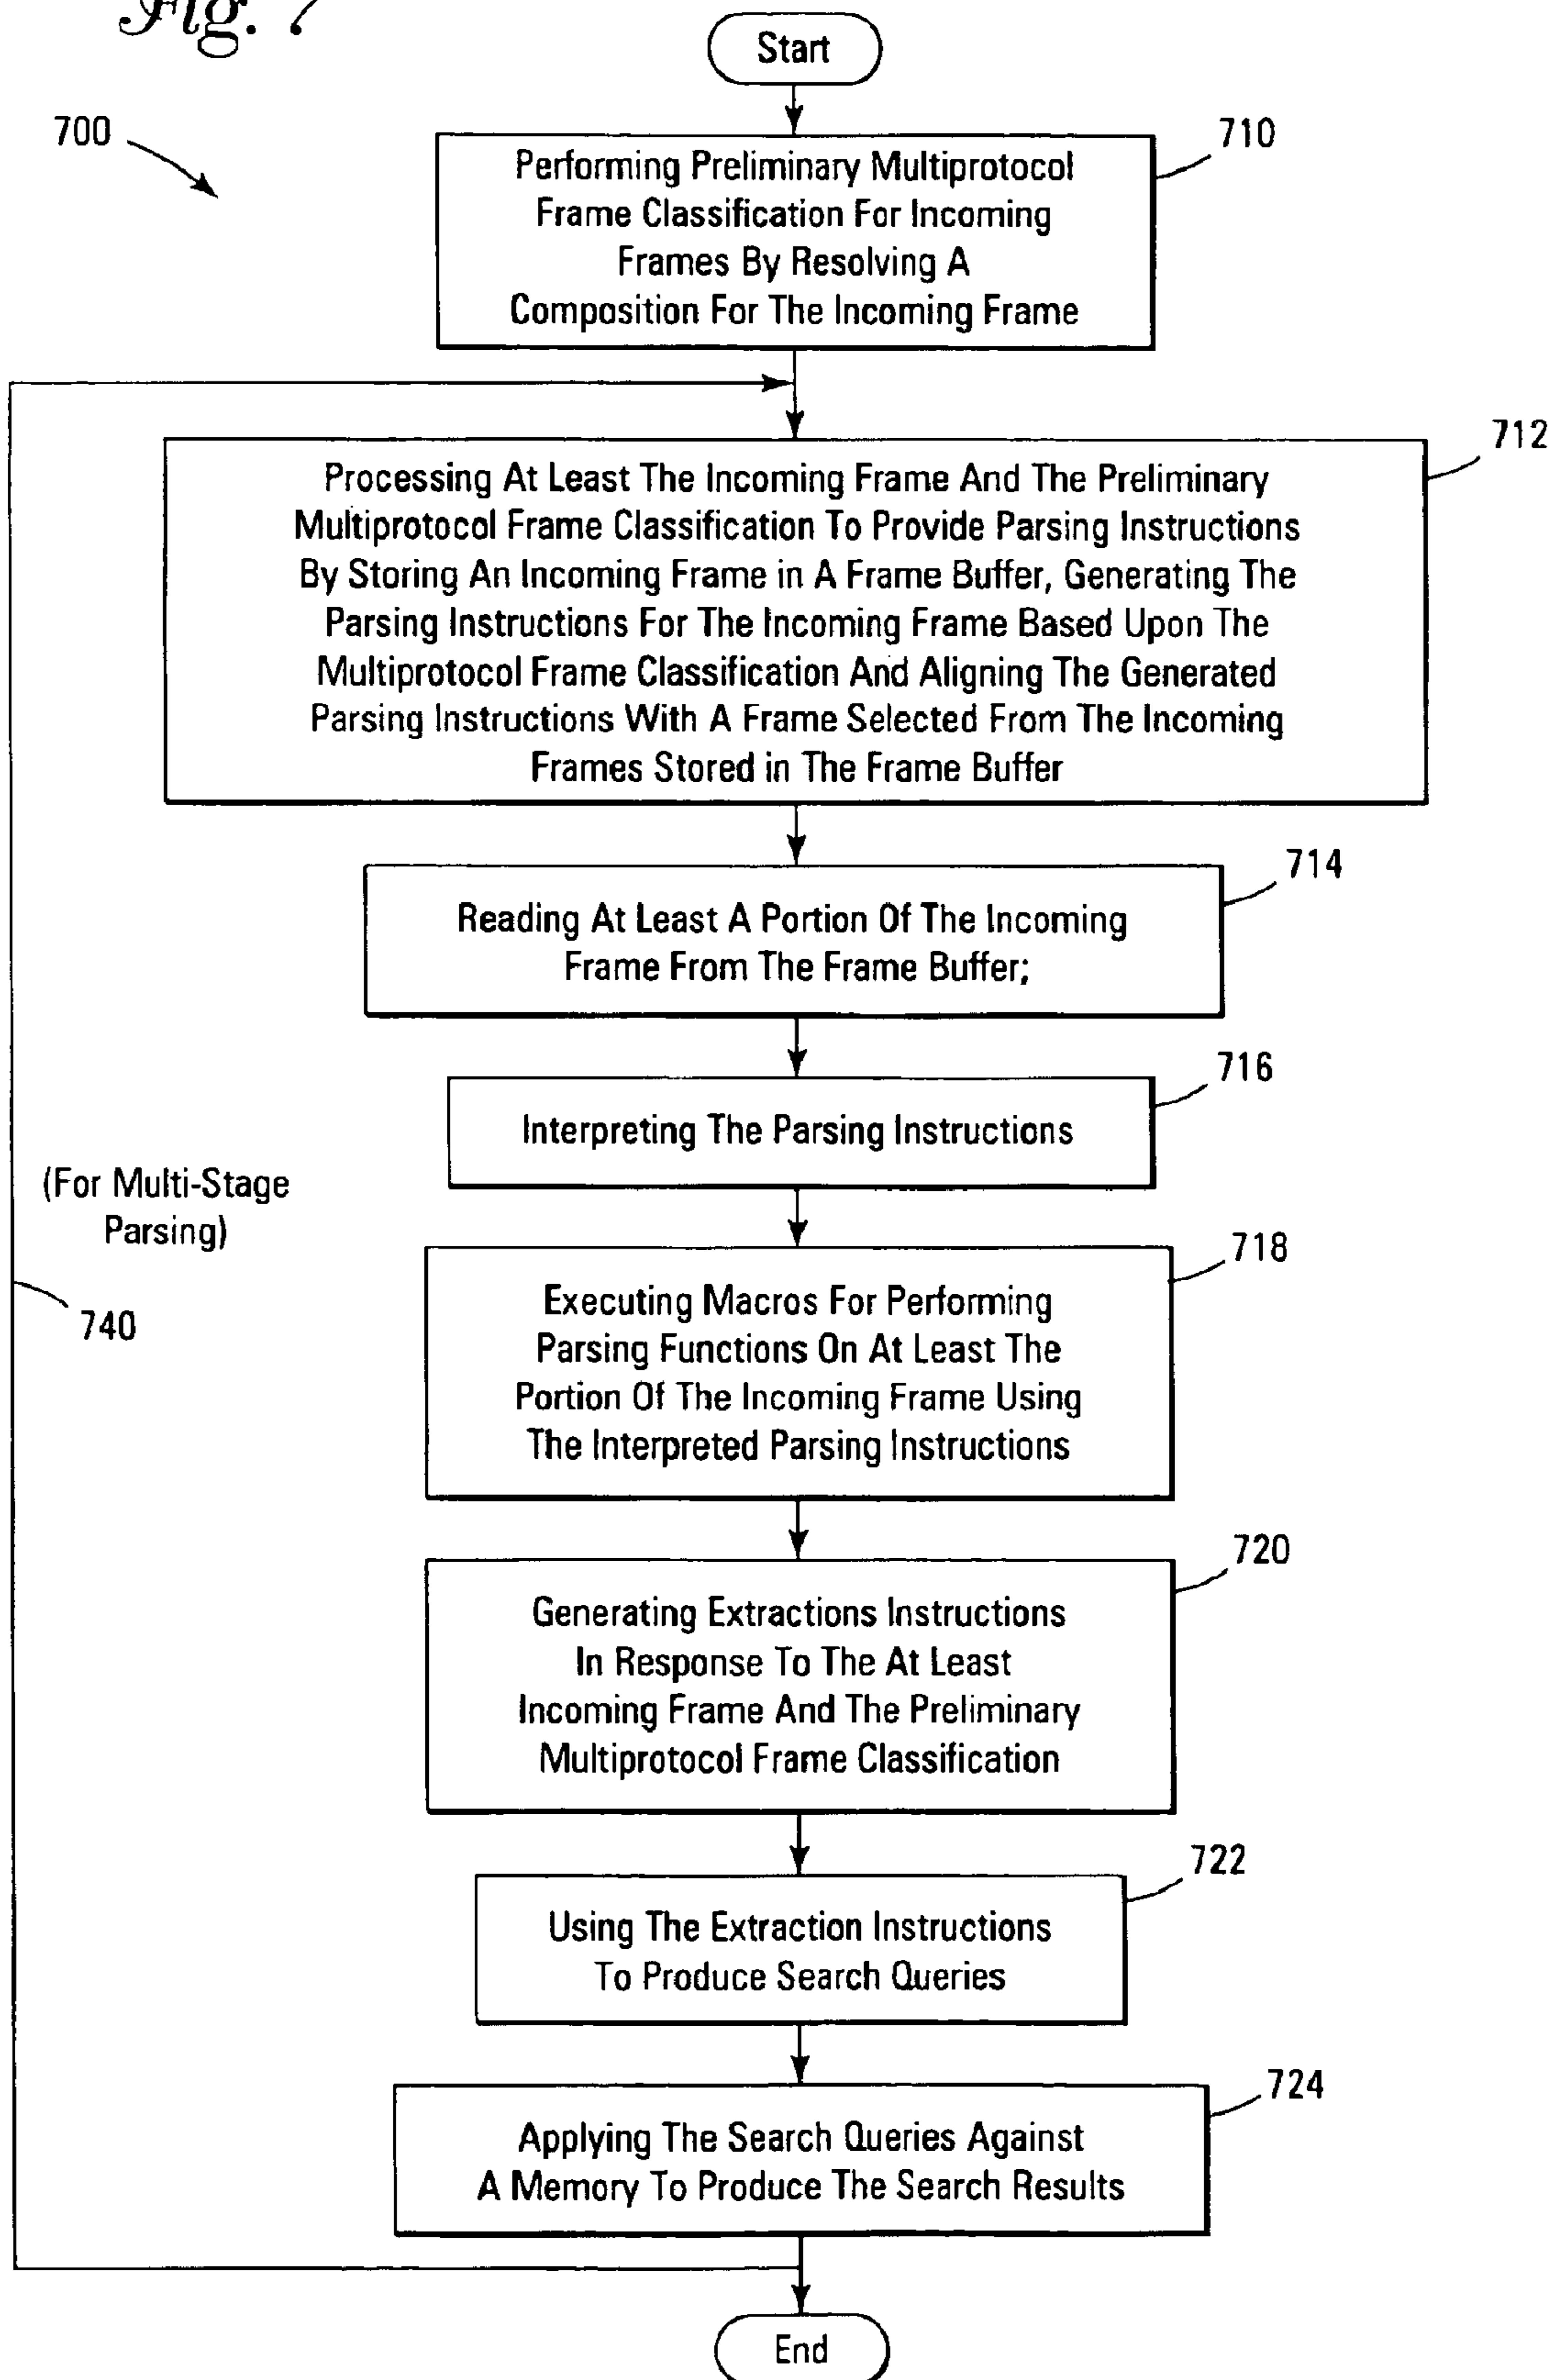 Fig. 7
Start
700
710
Performing Preliminary Multiprotocol
Frame Classification For Incoming
Frames By Resolving A
Composition For The Incoming Frame
712
Processing At Least The Incoming Frame And The Preliminary
Multiprotocol Frame Classification To Provide Parsing Instructions
By Storing An Incoming Frame in A Frame Buffer, Generating The
Parsing Instructions For The Incoming Frame Based Upon The
Multiprotocol Frame Classification And Aligning The Generated
Parsing Instructions With A Frame Selected From The Incoming
Frames Stored in The Frame Buffer
714
Reading At Least A Portion Of The Incoming
Frame From The Frame Buffer;
716
Interpreting The Parsing Instructions
(For Multi-Stage
Parsing)
740
718
Executing Macros For Performing
Parsing Functions On At Least The
Portion Of The Incoming Frame Using
The Interpreted Parsing Instructions
720
Generating Extractions Instructions
In Response To The At Least
Incoming Frame And The Preliminary
Multiprotocol Frame Classification
722
Using The Extraction Instructions
To Produce Search Queries
724
Applying The Search Queries Against
A Memory To Produce The Search Results
End